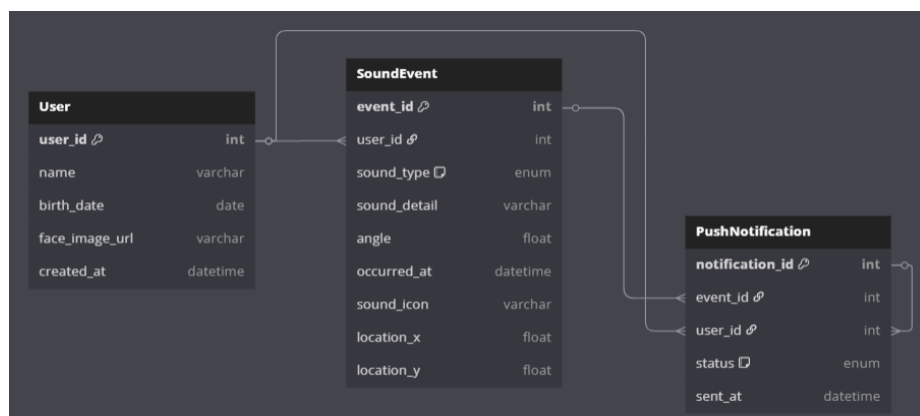 User
user_id int
name varchar
birth_date date
face_image_url varchar
created_at datetime
SoundEvent
event_id int
user_id int
sound_type enum
sound_detail varchar
angle float
occurred_at datetime
sound_icon varchar
location_x float
location_y float
PushNotification
notification_id int
event_id int
user_id int
status enum
sent_at datetime